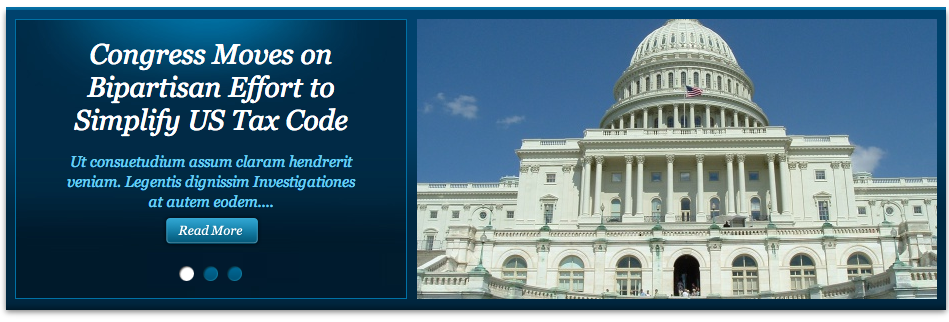 Congress Moves on
Bipartisan Effort to
Simplify US Tax Code
Ut consuetudium assum claram hendrerit
veniam. Legentis dignissim Investigationes
at autem eodem....
Read More